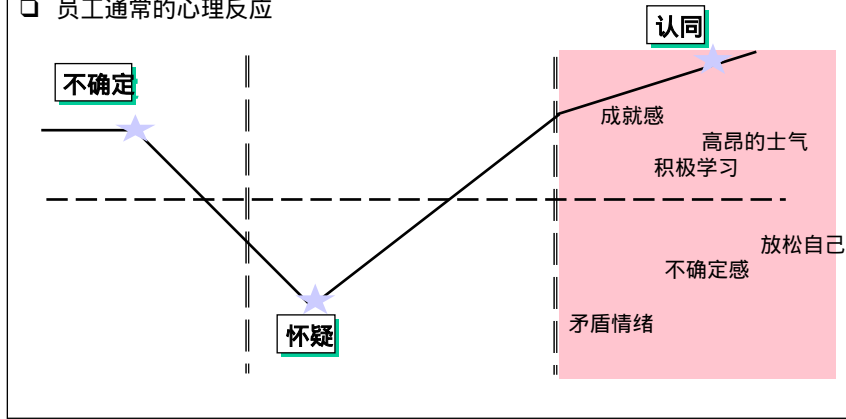 ❑ 员工通常的心理反应
认同
不确定
成就感
高昂的士气
积极学习
放松自己
不确定感
矛盾情绪
怀疑